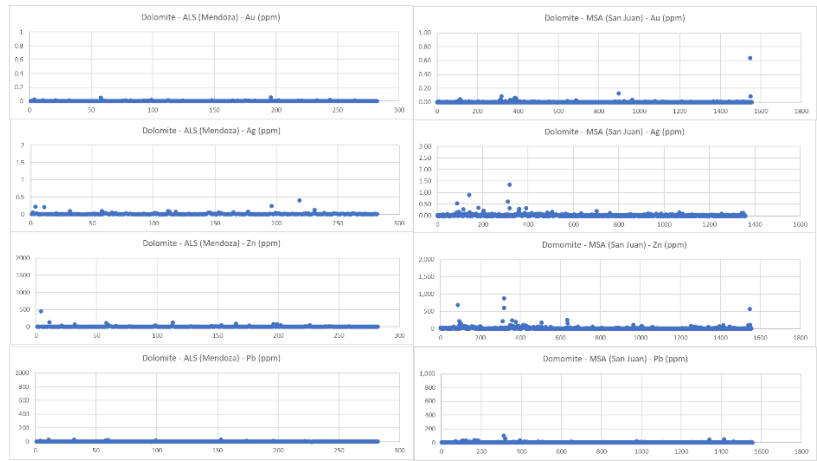 Dolomite - ALS (Mendoza) - Au (ppm)
1
0.8
0.6
0.4
0.2
0
0 50 100 150 200 250 300
Dolomite - MSA (San Juan) - Au (ppm)
1.00
0.80
0.60
0.40
0.20
0.00
0 200 400 600 800 1000 1200 1400 1600 1800
Dolomite - ALS (Mendoza) - Ag (ppm)
2
1.5
1
0.5
0
0 50 100 150 200 250 300
Dolomite - MSA (San Juan) - Ag (ppm)
3.00
2.50
2.00
1.50
1.00
0.50
0.00
0 200 400 600 800 1000 1200 1400 1600
Dolomite - ALS (Mendoza) - Zn (ppm)
2000
1500
1000
500
0
0 50 100 150 200 250 300
Domomite - MSA (San Juan) - Zn (ppm)
2,000
1,500
1,000
500
0
0 200 400 600 800 1000 1200 1400 1600 1800
Dolomite - ALS (Mendoza) - Pb (ppm)
1000
800
600
400
200
0
0 50 100 150 200 250 300
Domomite - MSA (San Juan) - Pb (ppm)
1,000
800
600
400
200
0
0 200 400 600 800 1000 1200 1400 1600 1800